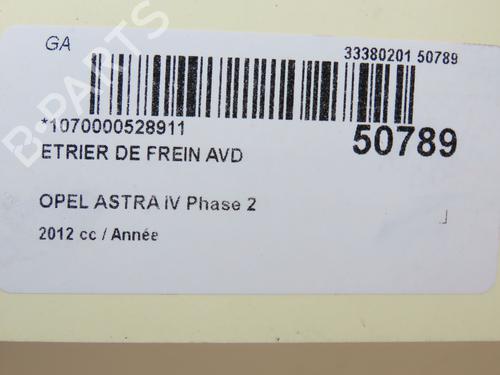 GA
33380201 50789
*1070000528911
50789
ETRIER DE FREIN AVD
OPEL ASTRA IV Phase 2
2012 cc / Année
B-PARTS